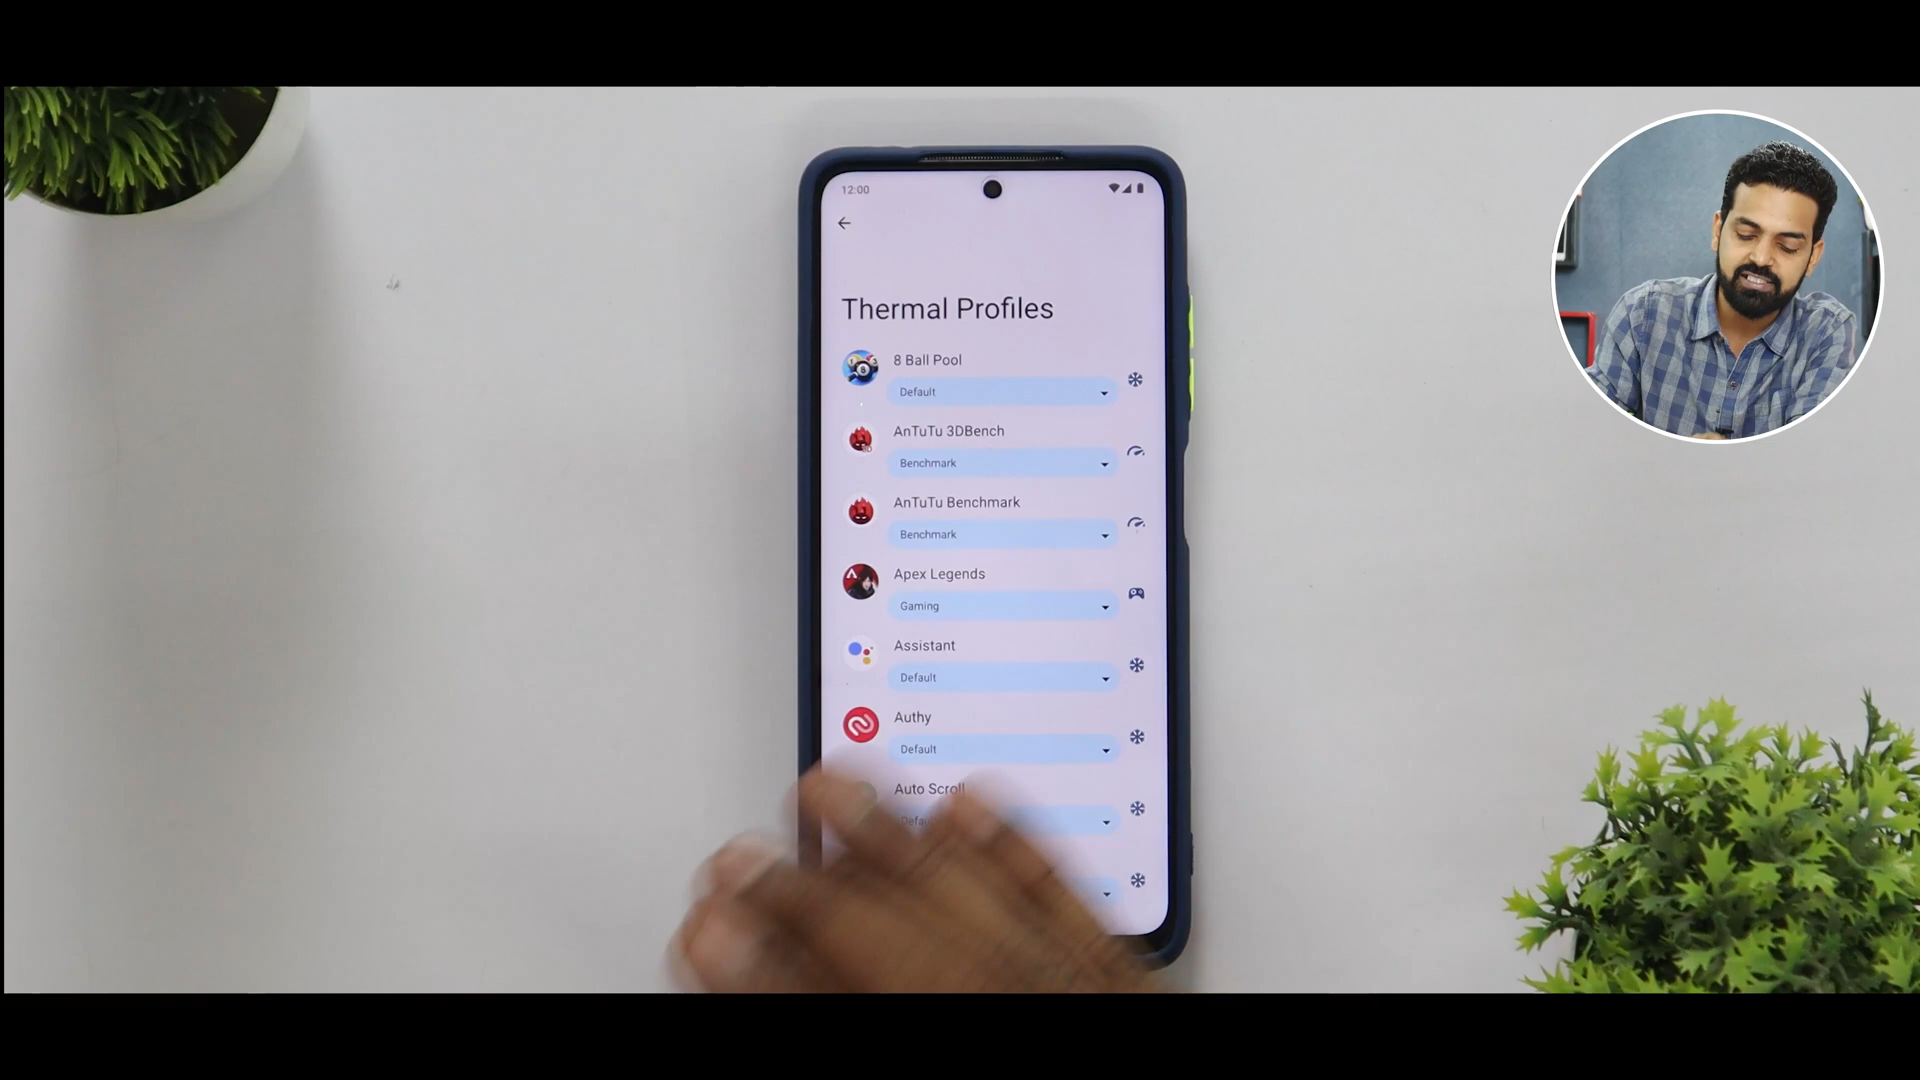 12:00
Thermal Profiles
8 Ball Pool
Default
AnTuTu 3DBench
Benchmark
AnTuTu Benchmark
Benchmark
Apex Legends
Gaming
Assistant
Default
Authy
Default
Auto Scroll
Default